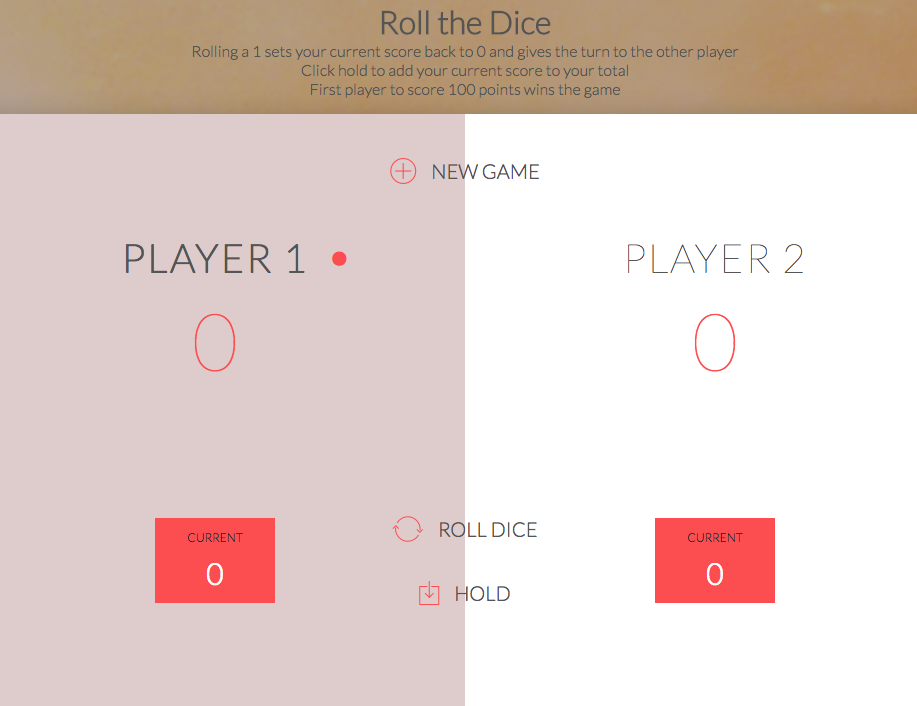 Roll the Dice
Rolling a 1 sets your current score back to 0 and gives the turn to the other player
Click hold to add your current score to your total
First player to score 100 points wins the game
NEW GAME
PLAYER 1
PLAYER 2
0
0
CURRENT
0
ROLL DICE
HOLD
CURRENT
0